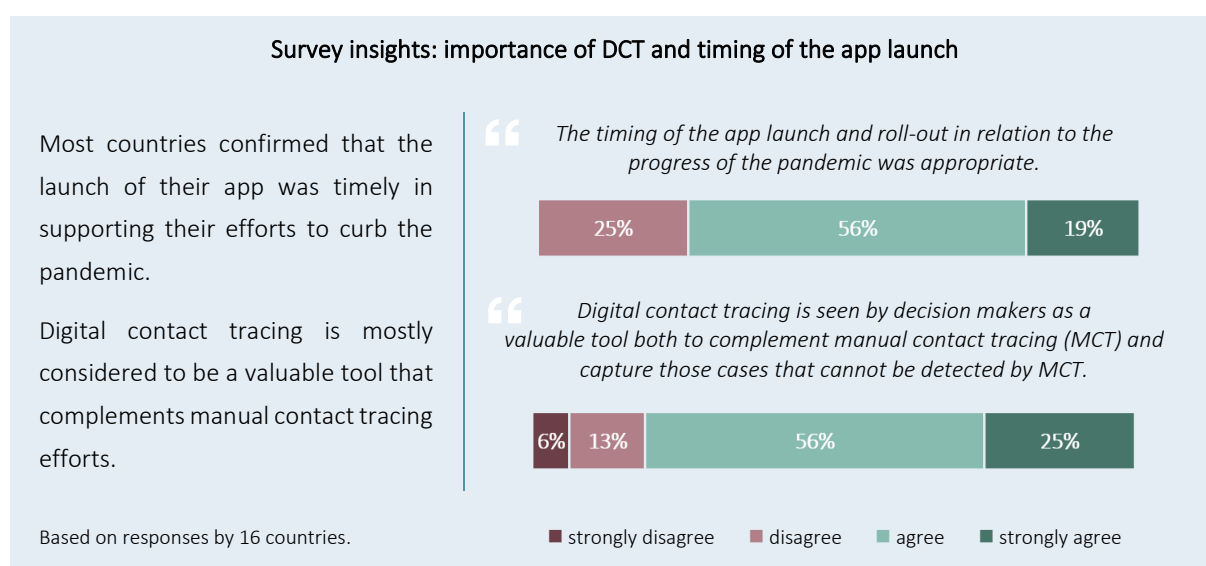 Survey insights: importance of DCT and timing of the app launch
Most countries confirmed that the
launch of their app was timely in
supporting their efforts to curb the
pandemic.
Digital contact tracing is mostly
considered to be a valuable tool that
complements manual contact tracing
efforts.
Based on responses by 16 countries.
“
The timing of the app launch and roll-out in relation to the
progress of the pandemic was appropriate.
25% 56% 19%
“
Digital contact tracing is seen by decision makers as a
valuable tool both to complement manual contact tracing (MCT) and
capture those cases that cannot be detected by MCT.
6% 13% 56% 25%
strongly disagree disagree agree strongly agree